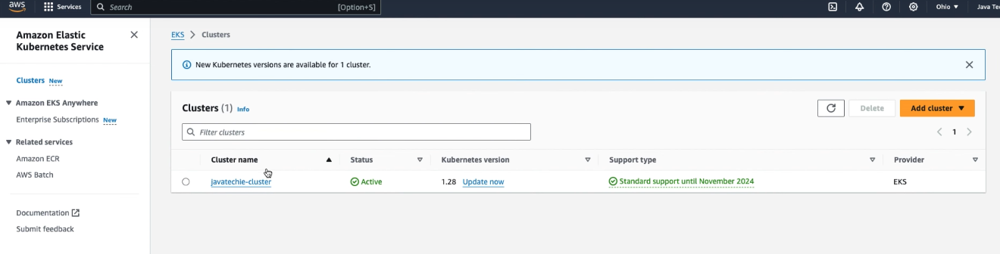 aws Services Search [Option+S] Ohio Java Te
Amazon Elastic
Kubernetes Service
Clusters New
Amazon EKS Anywhere
Enterprise Subscriptions New
Related services
Amazon ECR
AWS Batch
Documentation
Submit feedback
EKS Clusters
New Kubernetes versions are available for 1 cluster.
Clusters (1) Info
Delete Add cluster
Filter clusters
1
Cluster name Status Kubernetes version Support type Provider
javatechie-cluster Active 1.28 Update now Standard support until November 2024 EKS